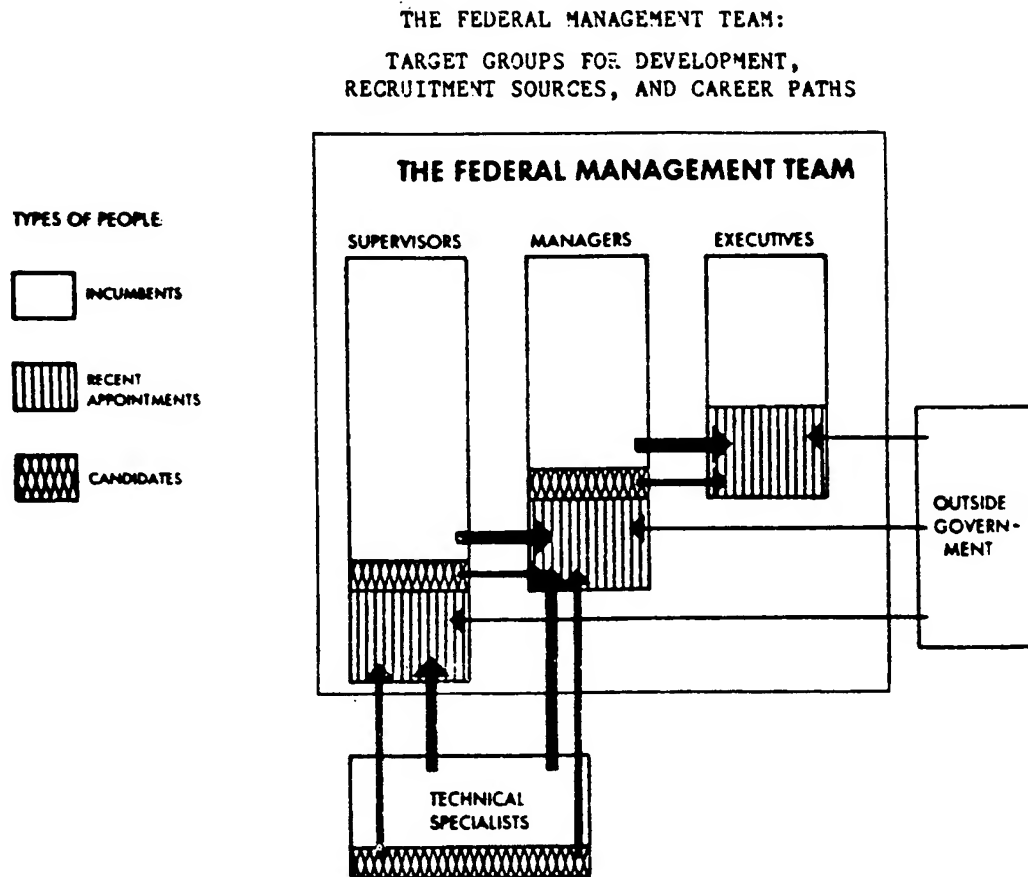 THE FEDERAL MANAGEMENT TEAM:
TARGET GROUPS FOR DEVELOPMENT,
RECRUITMENT SOURCES, AND CAREER PATHS
THE FEDERAL MANAGEMENT TEAM
TYPES OF PEOPLE:
INCUMBENTS
RECENT
APPOINTMENTS
CANDIDATES
SUPERVISORS
MANAGERS
EXECUTIVES
OUTSIDE
GOVERN-
MENT
TECHNICAL
SPECIALISTS